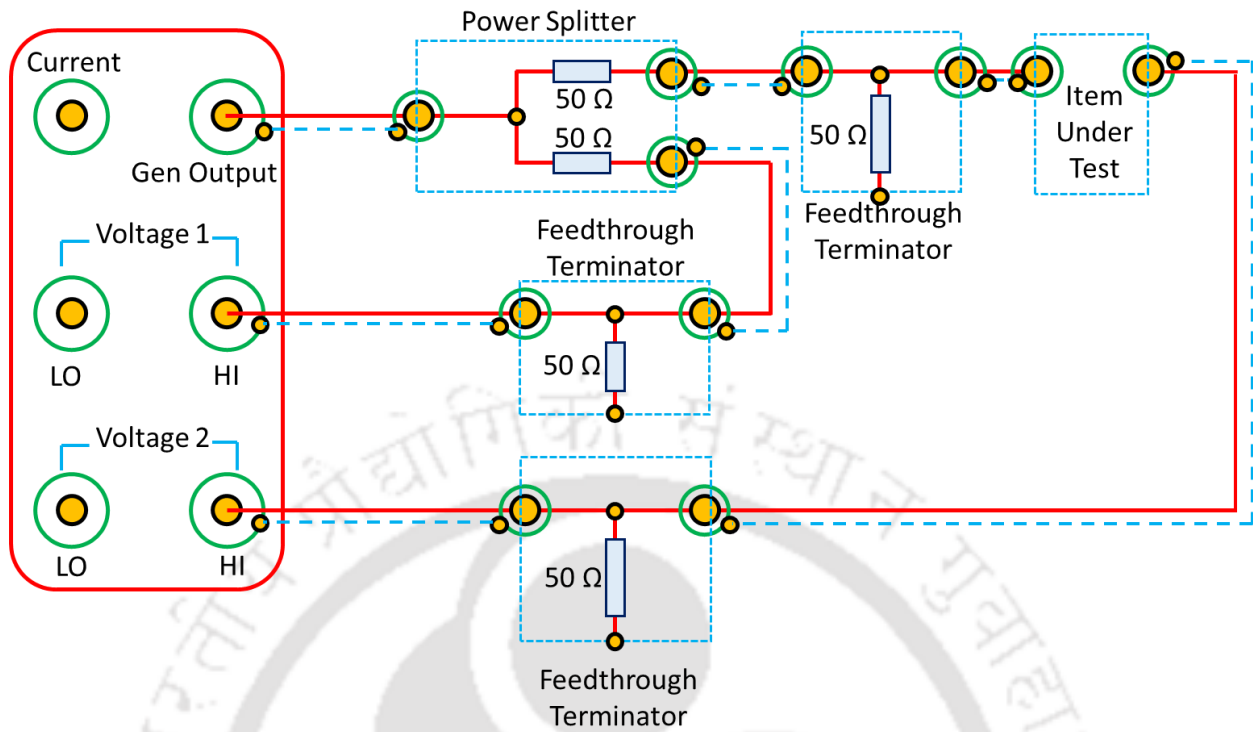 Power Splitter
Current
Gen Output
50 Ω
50 Ω
50 Ω
Feedthrough
Terminator
Item
Under
Test
Voltage 1
LO
HI
Feedthrough
Terminator
50 Ω
Voltage 2
LO
HI
50 Ω
Feedthrough
Terminator
भारतीय प्रौद्योगिकी संस्थान गुवाहा